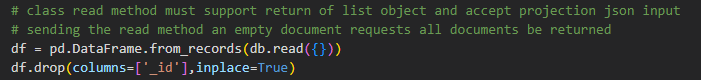 # class read method must support return of list object and accept projection json input
# sending the read method an empty document requests all documents be returned
df = pd.DataFrame.from_records(db.read({}))
df.drop(columns=['_id'],inplace=True)